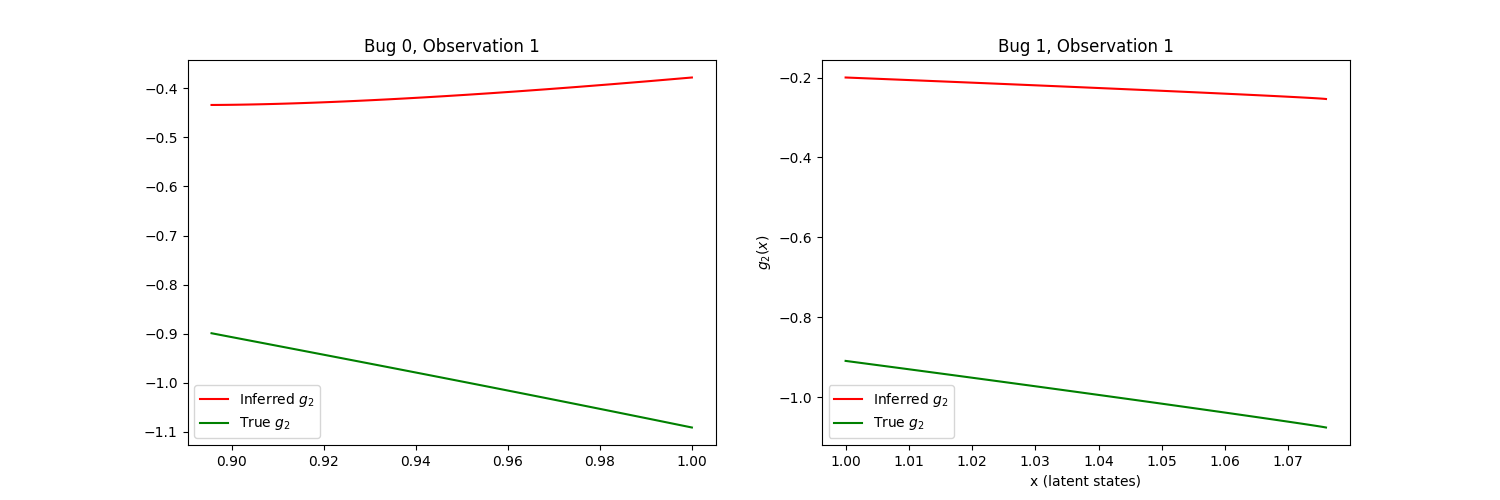 Bug 0, Observation 1
−0.4
−0.5
−0.6
−0.7
−0.8
−0.9
−1.0
−1.1
Inferred g₂
True g₂
0.90 0.92 0.94 0.96 0.98 1.00
Bug 1, Observation 1
g₂(x)
−0.2
−0.4
−0.6
−0.8
−1.0
Inferred g₂
True g₂
1.00 1.01 1.02 1.03 1.04 1.05 1.06 1.07
x (latent states)